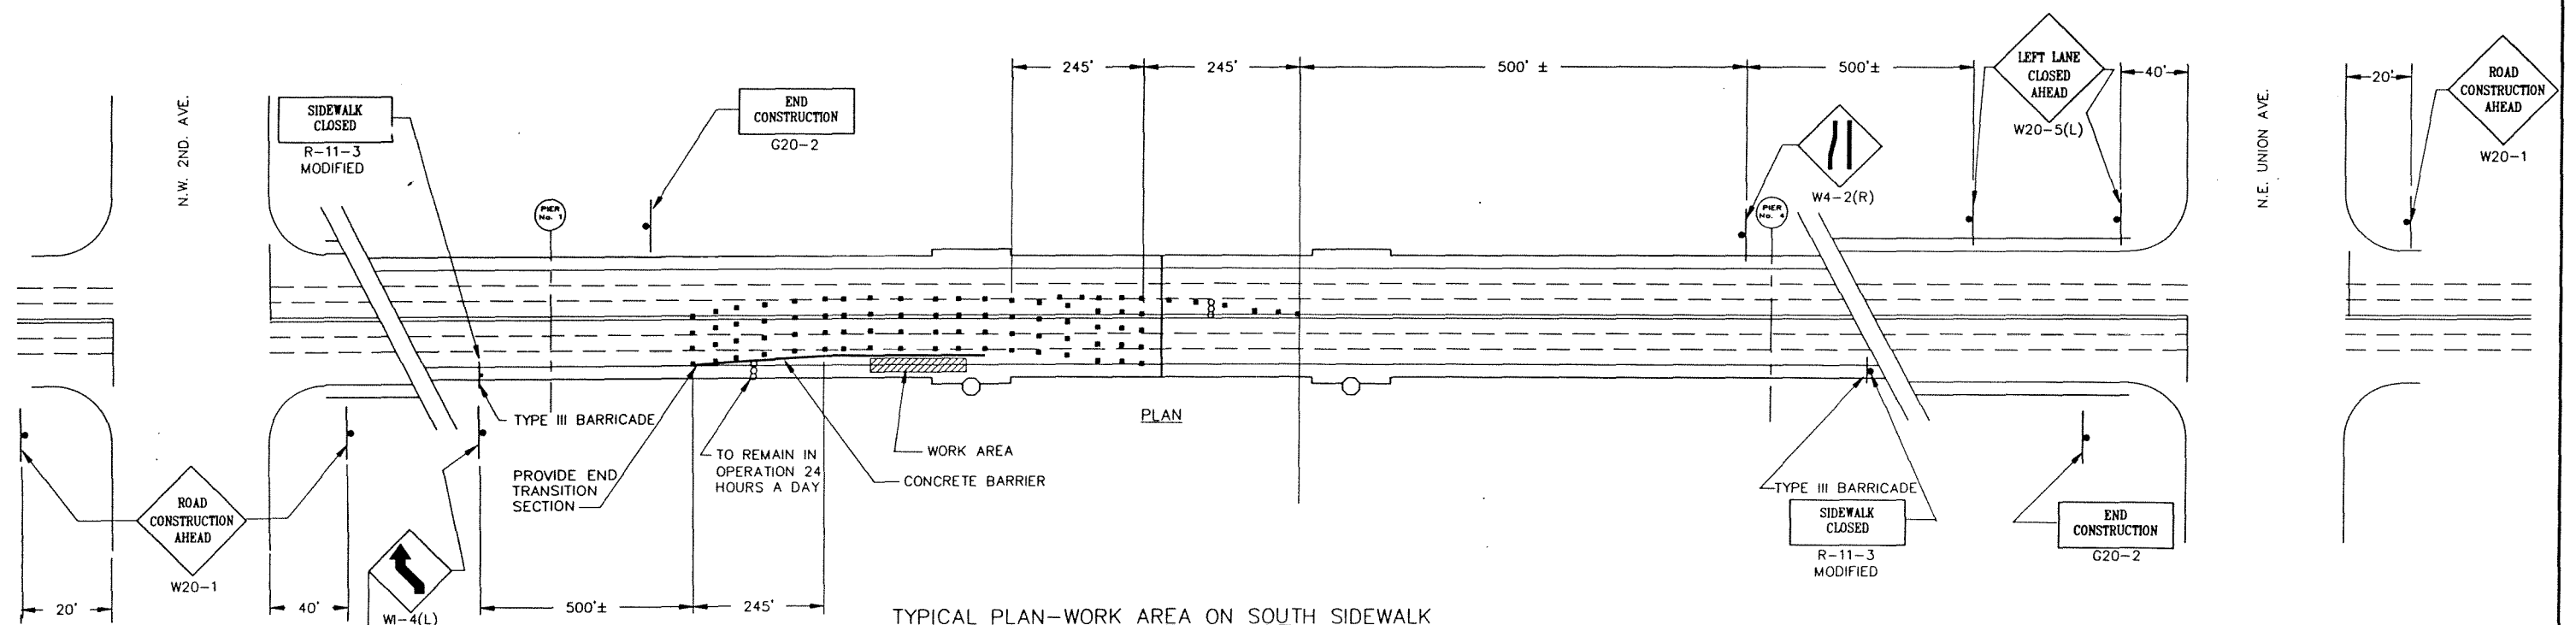 N.W. 2ND. AVE.
SIDEWALK
CLOSED
R-11-3
MODIFIED
END
CONSTRUCTION
G20-2
PIER
No. 1
245'
245'
500' ±
500'±
LEFT LANE
CLOSED
AHEAD
W20-5(L)
40'
W4-2(R)
PIER
No. 4
N.E. UNION AVE.
20'
ROAD
CONSTRUCTION
AHEAD
W20-1
TYPE III BARRICADE
PROVIDE END
TRANSITION
SECTION
TO REMAIN IN
OPERATION 24
HOURS A DAY
WORK AREA
CONCRETE BARRIER
PLAN
TYPE III BARRICADE
SIDEWALK
CLOSED
R-11-3
MODIFIED
END
CONSTRUCTION
G20-2
ROAD
CONSTRUCTION
AHEAD
W20-1
20'
40'
WI-4(L)
500'±
245'
TYPICAL PLAN-WORK AREA ON SOUTH SIDEWALK